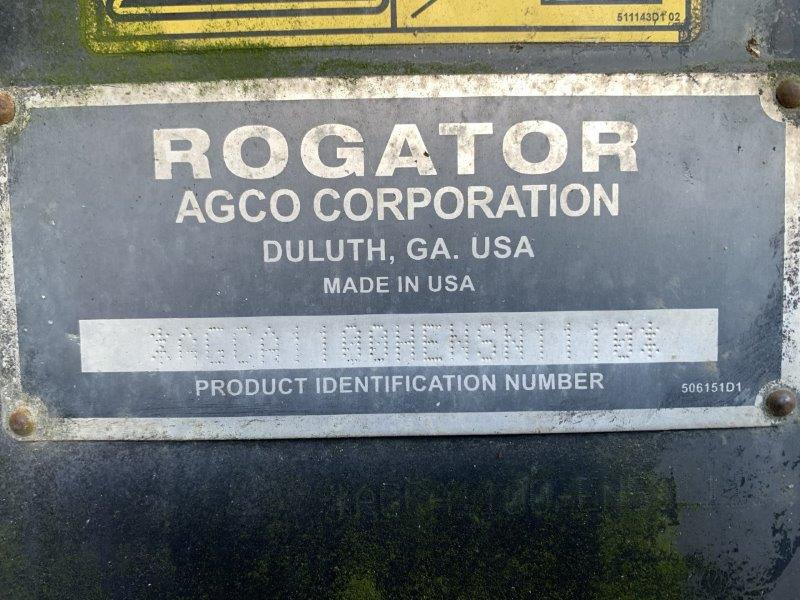 511143D1 02
ROGATOR
AGCO CORPORATION
DULUTH, GA. USA
MADE IN USA
*AGCA1100HENSN1110*
PRODUCT IDENTIFICATION NUMBER
506151D1